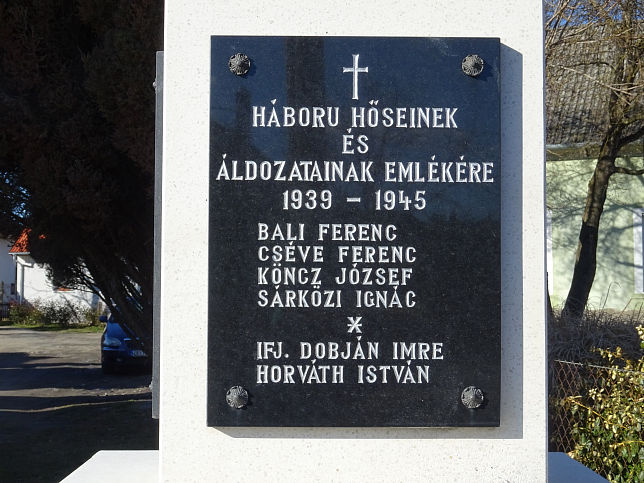 HÁBORU HŐSEINEK
ÉS
ÁLDOZATAINAK EMLÉKÉRE
1939 – 1945
BALI FERENC
CSÉVE FERENC
KÖNCZ JÓZSEF
SÁRKÖZI IGNÁC
*
IFJ. DOBJÁN IMRE
HORVÁTH ISTVÁN